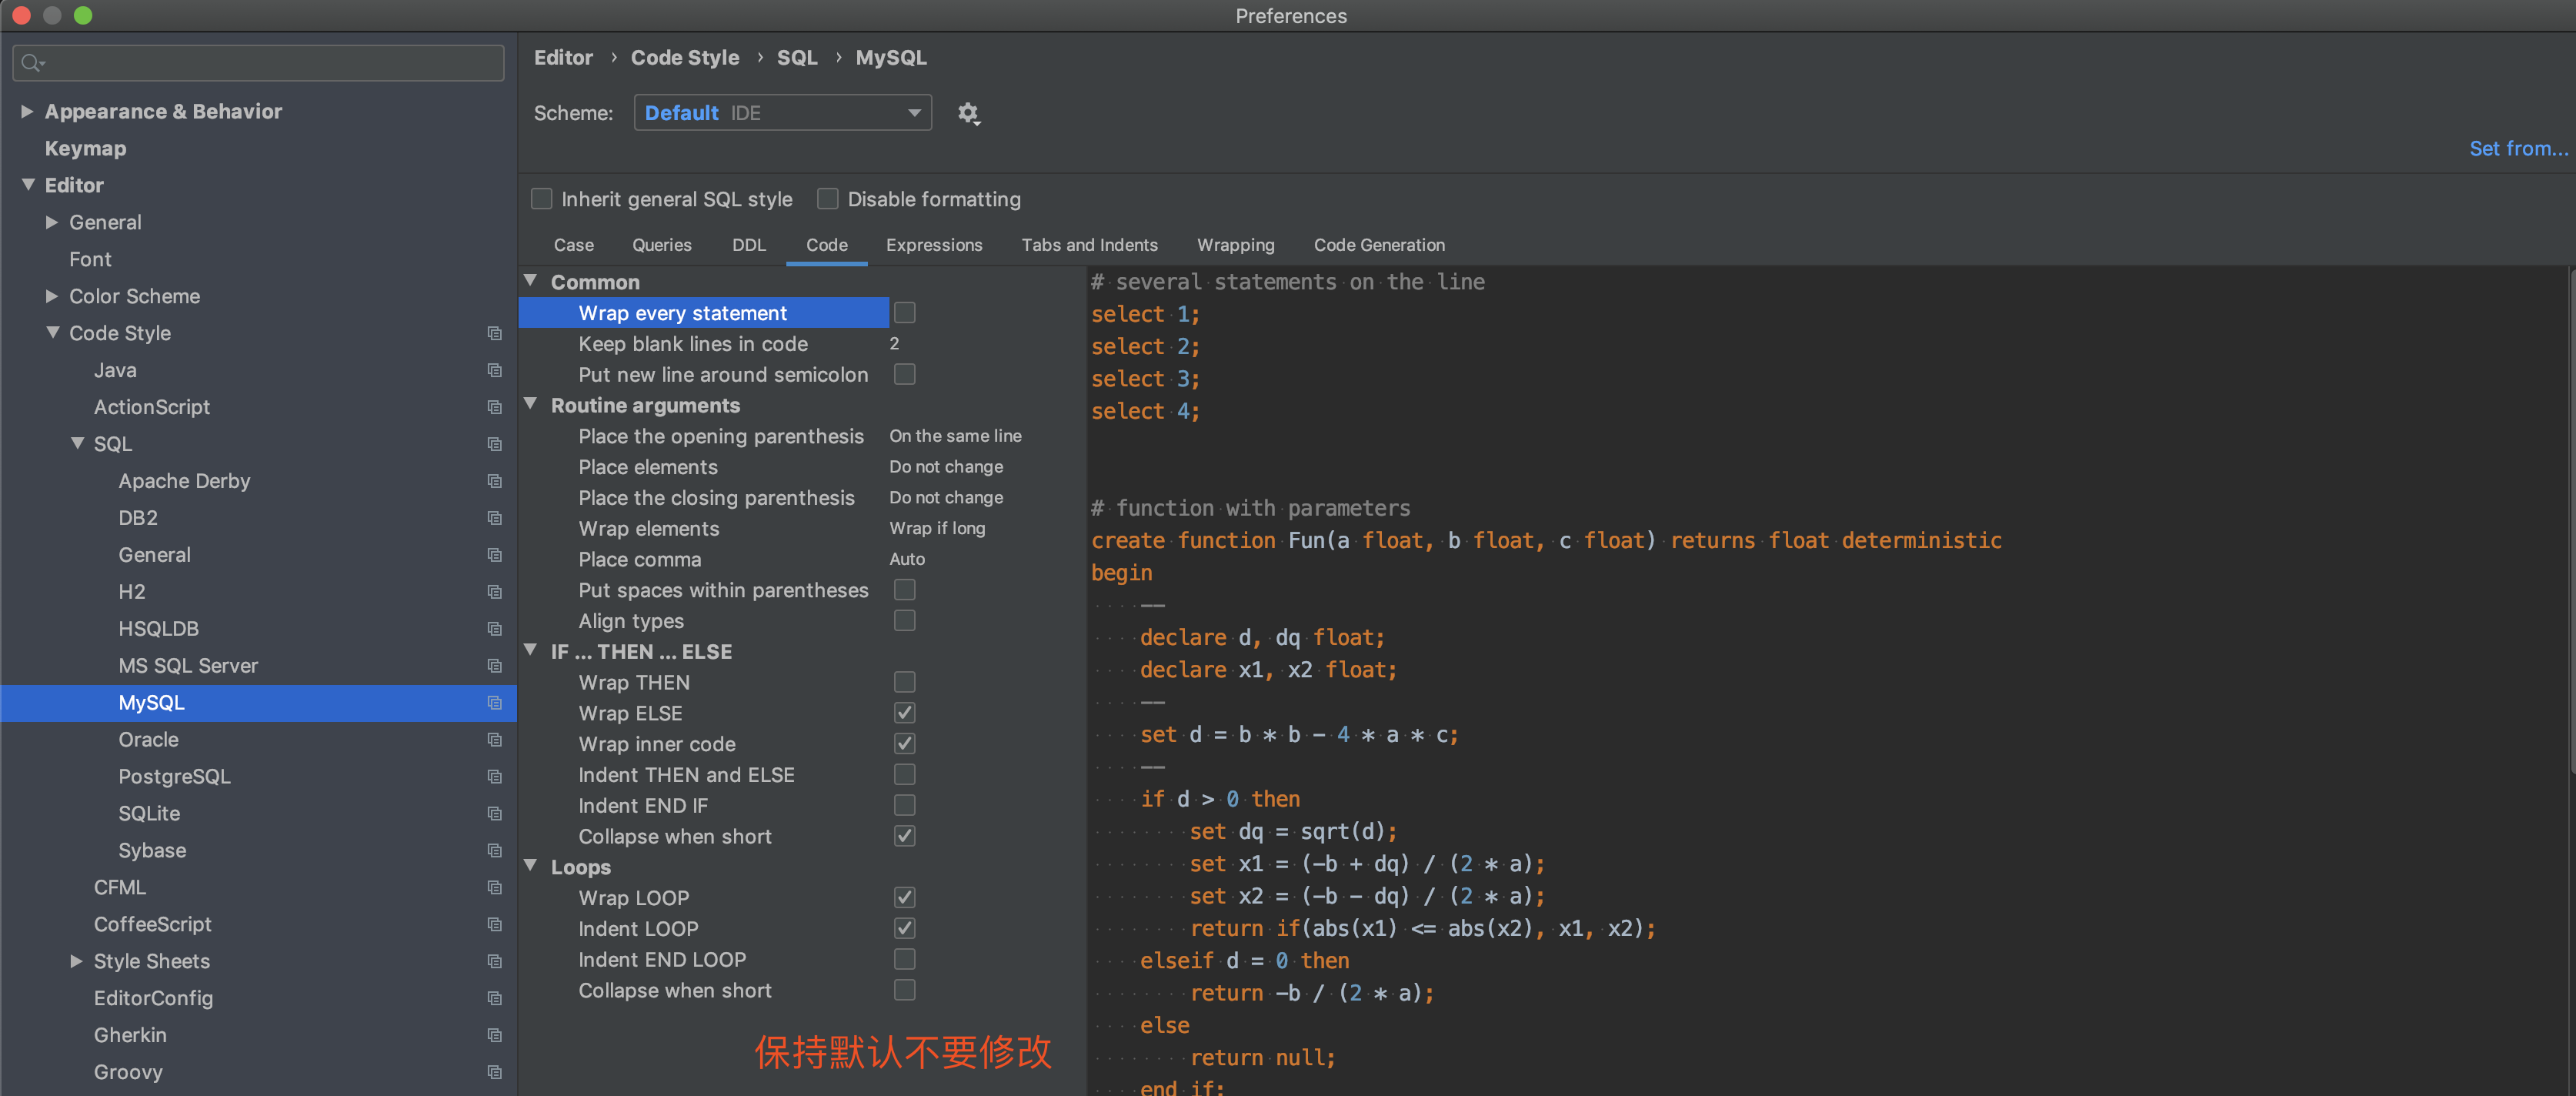 Preferences
Appearance & Behavior
Keymap
Editor
General
Font
Color Scheme
Code Style
Java
ActionScript
SQL
Apache Derby
DB2
General
H2
HSQLDB
MS SQL Server
MySQL
Oracle
PostgreSQL
SQLite
Sybase
CFML
CoffeeScript
Style Sheets
EditorConfig
Gherkin
Groovy
Editor › Code Style › SQL › MySQL
Scheme: Default IDE
Set from...
Inherit general SQL style Disable formatting
Case Queries DDL Code Expressions Tabs and Indents Wrapping Code Generation
Common
Wrap every statement
Keep blank lines in code 2
Put new line around semicolon
Routine arguments
Place the opening parenthesis On the same line
Place elements Do not change
Place the closing parenthesis Do not change
Wrap elements Wrap if long
Place comma Auto
Put spaces within parentheses
Align types
IF ... THEN ... ELSE
Wrap THEN
Wrap ELSE
Wrap inner code
Indent THEN and ELSE
Indent END IF
Collapse when short
Loops
Wrap LOOP
Indent LOOP
Indent END LOOP
Collapse when short
保持默认不要修改
# several statements on the line
select 1;
select 2;
select 3;
select 4;
# function with parameters
create function Fun(a float, b float, c float) returns float deterministic
begin
--
declare d, dq float;
declare x1, x2 float;
--
set d = b * b - 4 * a * c;
--
if d > 0 then
set dq = sqrt(d);
set x1 = (-b + dq) / (2 * a);
set x2 = (-b - dq) / (2 * a);
return if(abs(x1) <= abs(x2), x1, x2);
elseif d = 0 then
return -b / (2 * a);
else
return null;
end if;